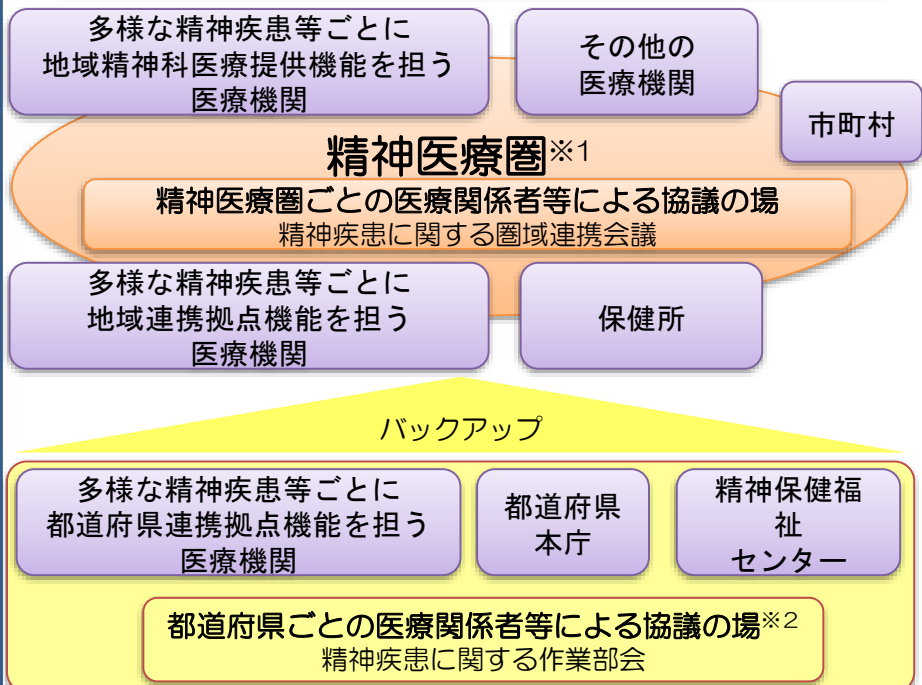 多様な精神疾患等ごとに
地域精神科医療提供機能を担う
医療機関
その他の
医療機関
市町村
精神医療圏※1
精神医療圏ごとの医療関係者等による協議の場
精神疾患に関する圏域連携会議
多様な精神疾患等ごとに
地域連携拠点機能を担う
医療機関
保健所
バックアップ
多様な精神疾患等ごとに
都道府県連携拠点機能を担う
医療機関
都道府県
本庁
精神保健福
祉
センター
都道府県ごとの医療関係者等による協議の場※2
精神疾患に関する作業部会